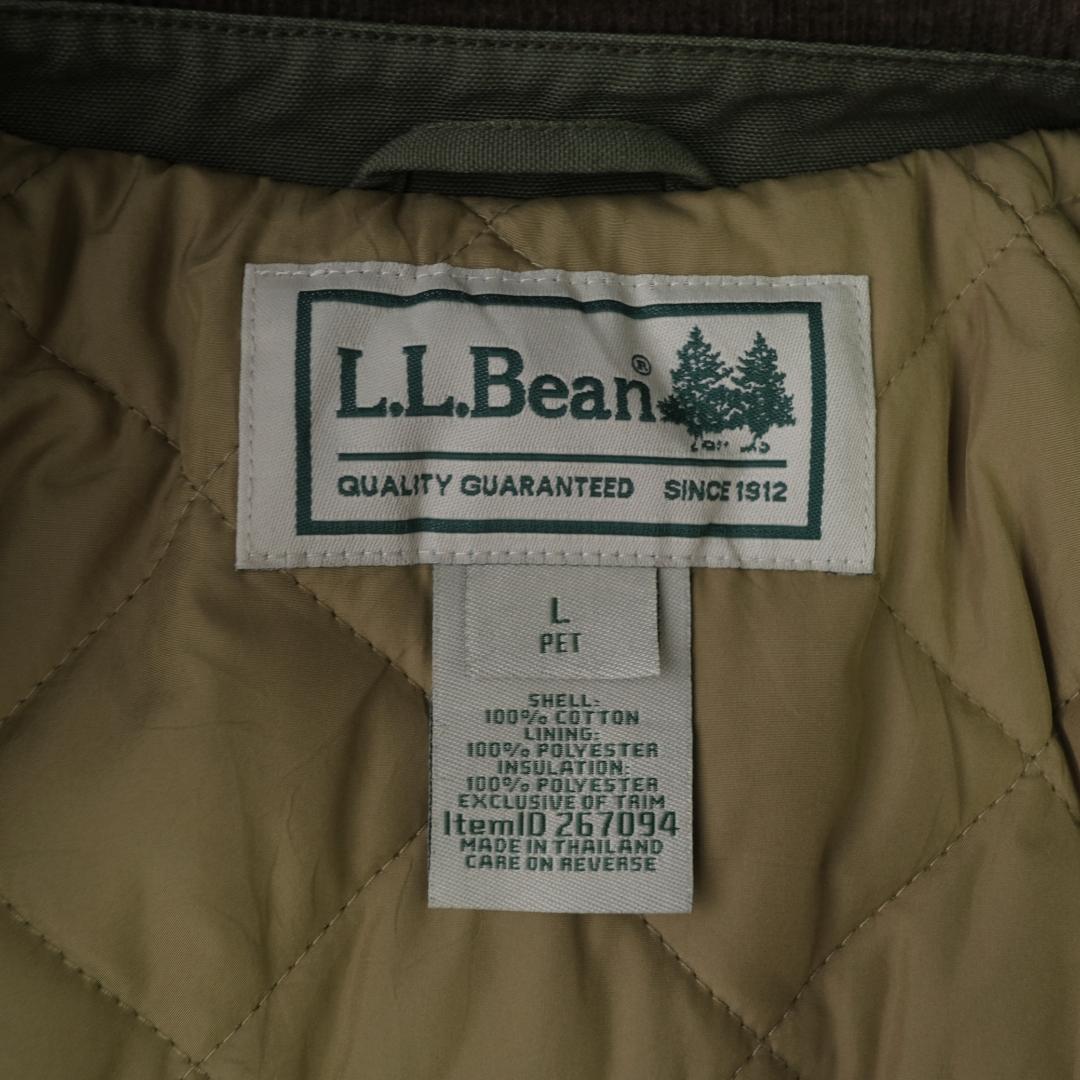 L.L.Bean®
QUALITY GUARANTEED SINCE 1912
L
PET
SHELL:
100% COTTON
LINING:
100% POLYESTER
INSULATION:
100% POLYESTER
EXCLUSIVE OF TRIM
ItemID 267094
MADE IN THAILAND
CARE ON REVERSE